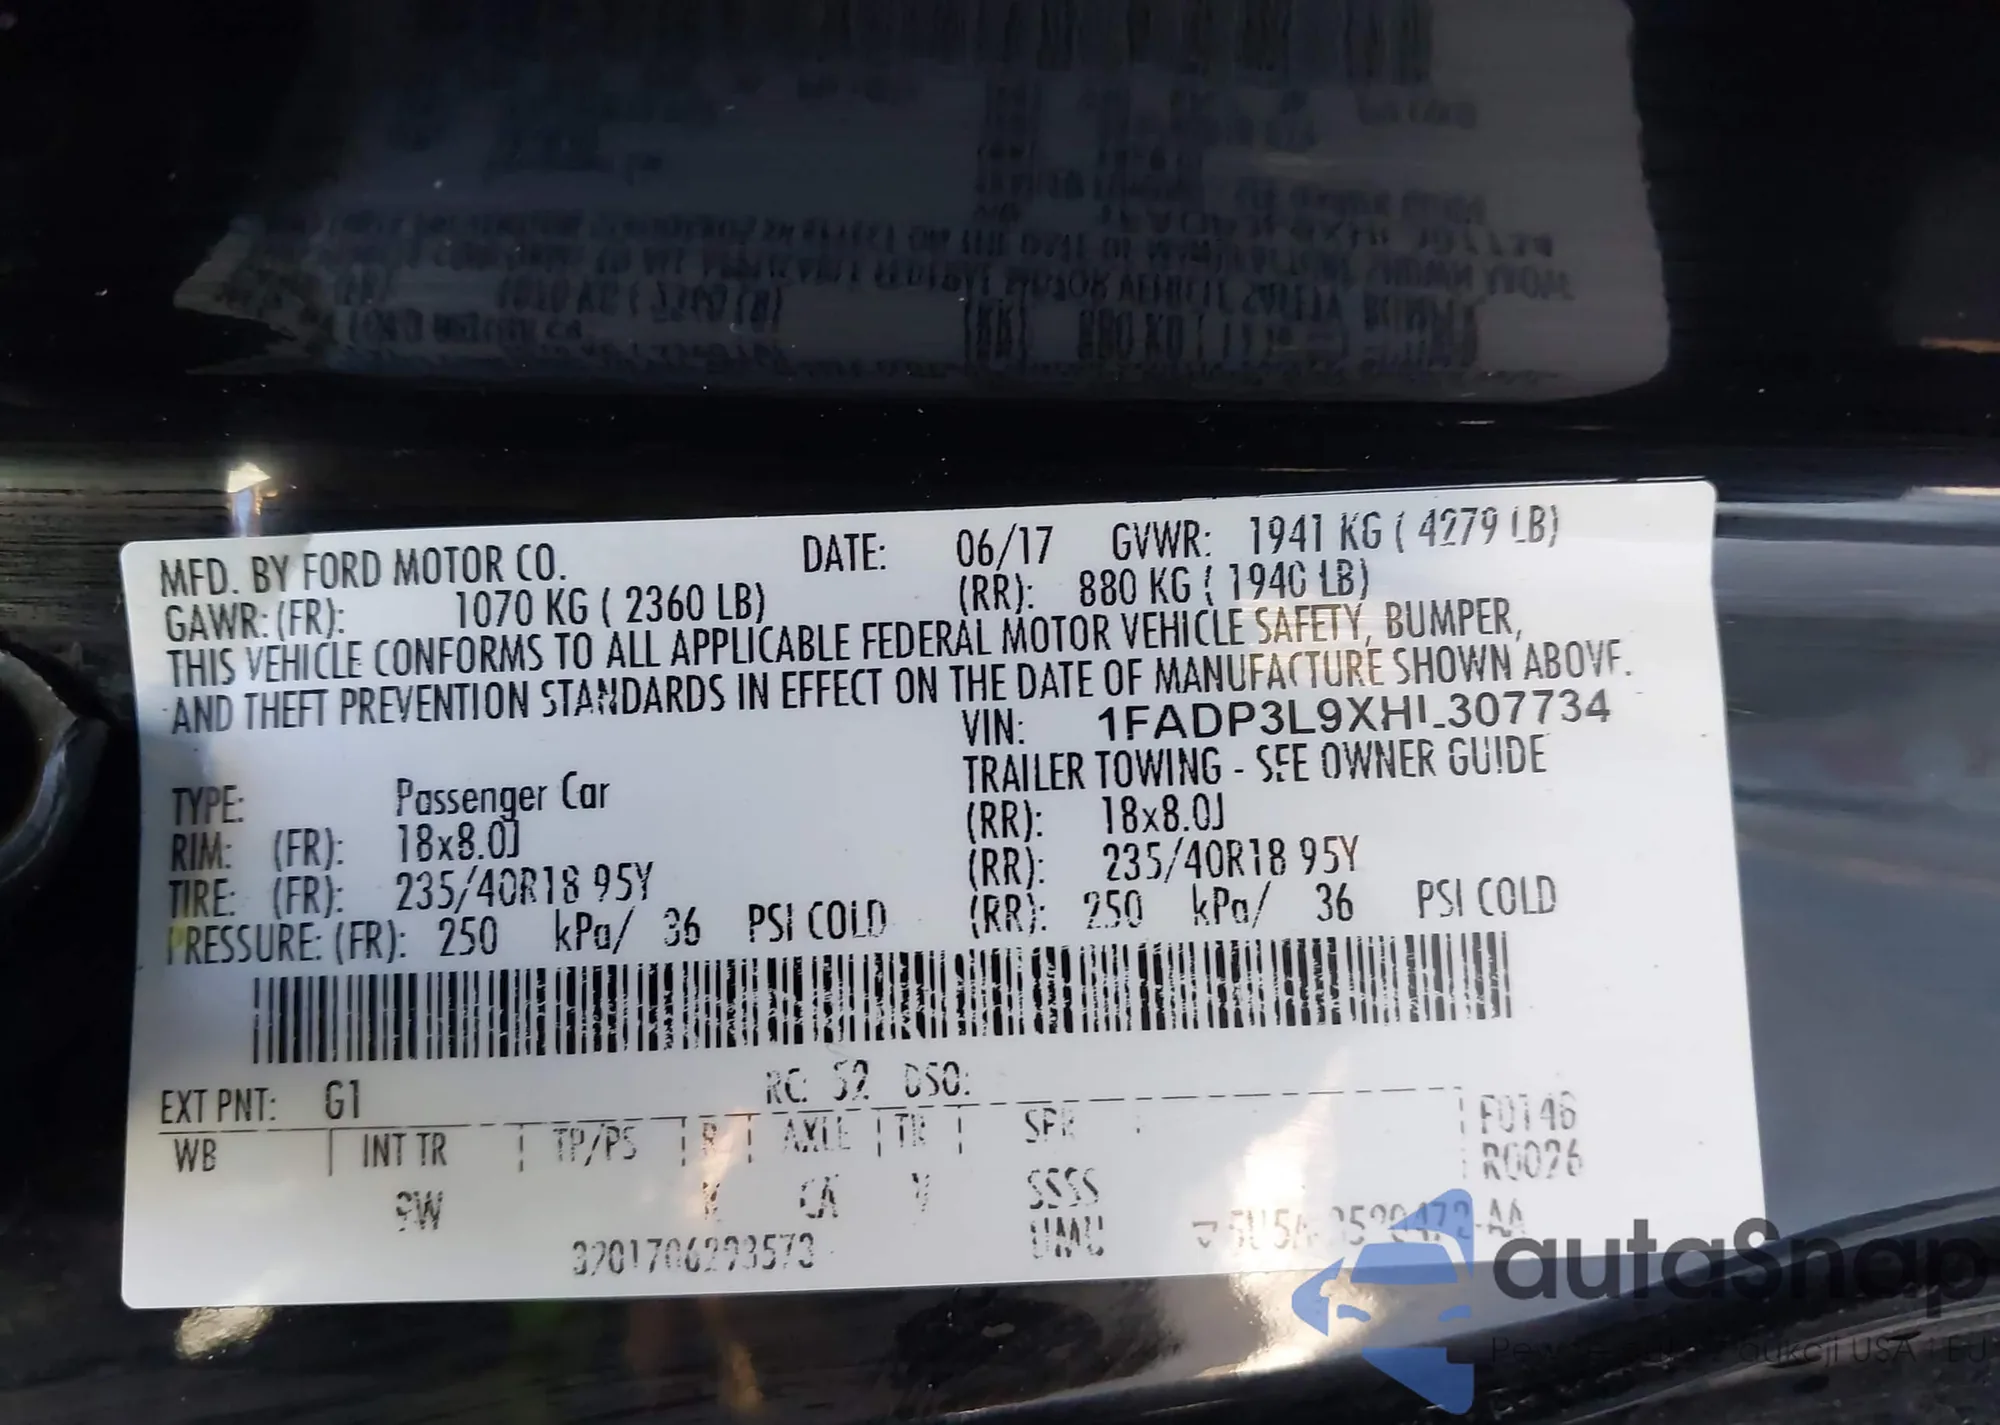 MFD. BY FORD MOTOR CO. DATE: 06/17 GVWR: 1941 KG ( 4279 LB)
GAWR: (FR): 1070 KG ( 2360 LB) (RR): 880 KG ( 1940 LB)
THIS VEHICLE CONFORMS TO ALL APPLICABLE FEDERAL MOTOR VEHICLE SAFETY, BUMPER,
AND THEFT PREVENTION STANDARDS IN EFFECT ON THE DATE OF MANUFACTURE SHOWN ABOVE.
VIN: 1FADP3L9XHL307734
TRAILER TOWING - SEE OWNER GUIDE
TYPE: Passenger Car
RIM: (FR): 18x8.0J (RR): 18x8.0J
TIRE: (FR): 235/40R18 95Y (RR): 235/40R18 95Y
PRESSURE: (FR): 250 kPa/ 36 PSI COLD (RR): 250 kPa/ 36 PSI COLD
EXT PNT: G1 RC: 52 DSO:
WB INT TR TP/PS R AXLE TR SPR F0146
R0026
9W CA V SSSS
UMU
3201706293573
autaSnap